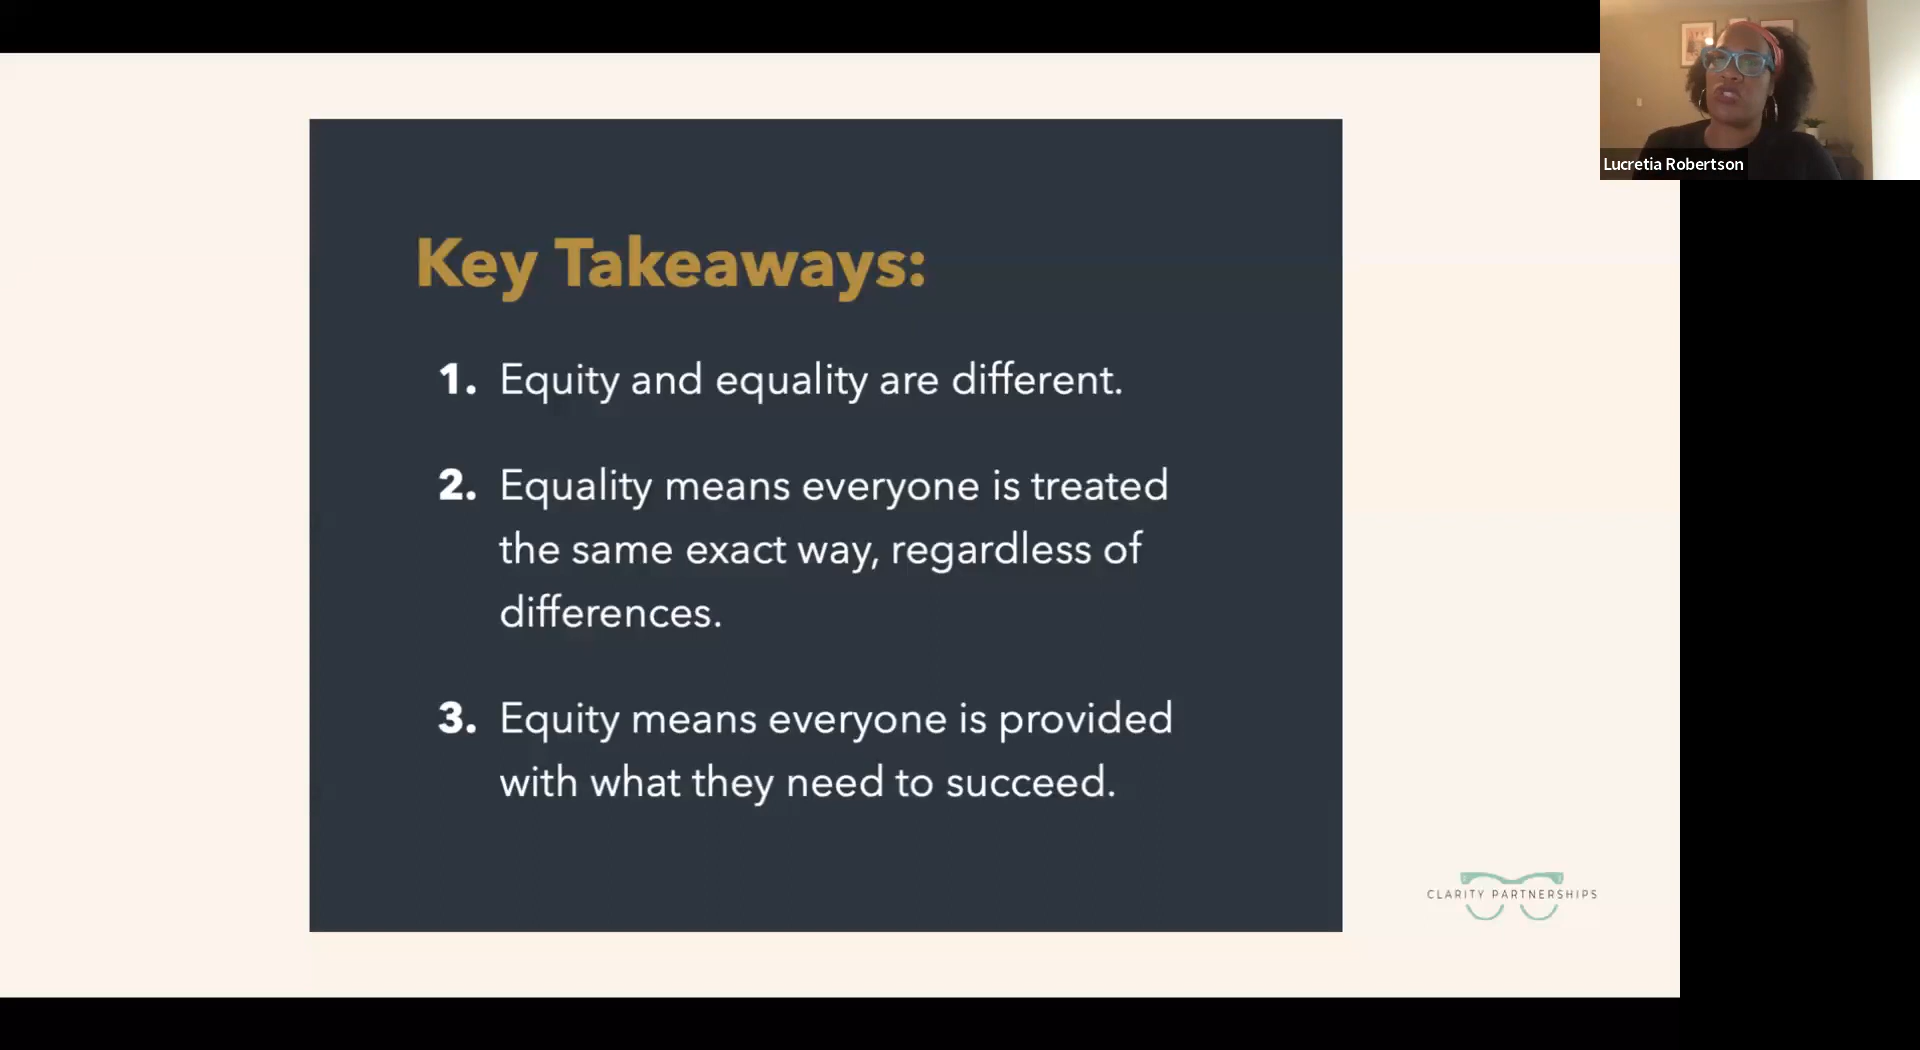 Lucretia Robertson
Key Takeaways:
1. Equity and equality are different.
2. Equality means everyone is treated
the same exact way, regardless of
differences.
3. Equity means everyone is provided
with what they need to succeed.
CLARITY PARTNERSHIPS